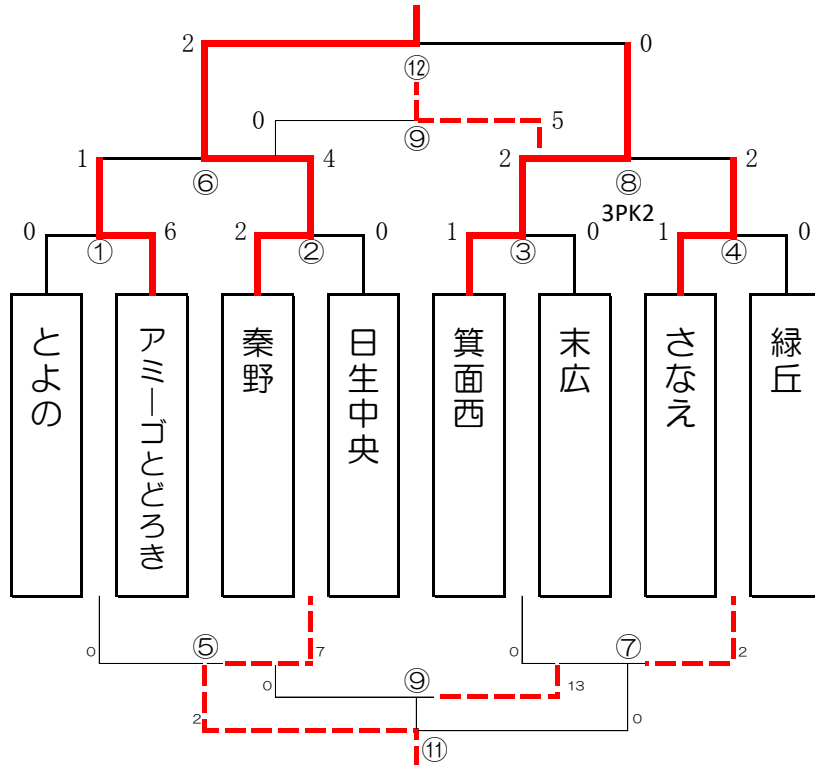 2 0
⑫
0 ⑨ 5
1 ⑥ 4 2 ⑧ 2
3PK2
0 ① 6 2 ② 0 1 ③ 0 1 ④ 0
とよの
アミーゴとどろき
秦野
日生中央
箕面西
末広
さなえ
緑丘
0 ⑤ 7 0 ⑦ 2
0 ⑨ 13
2 ⑪ 0